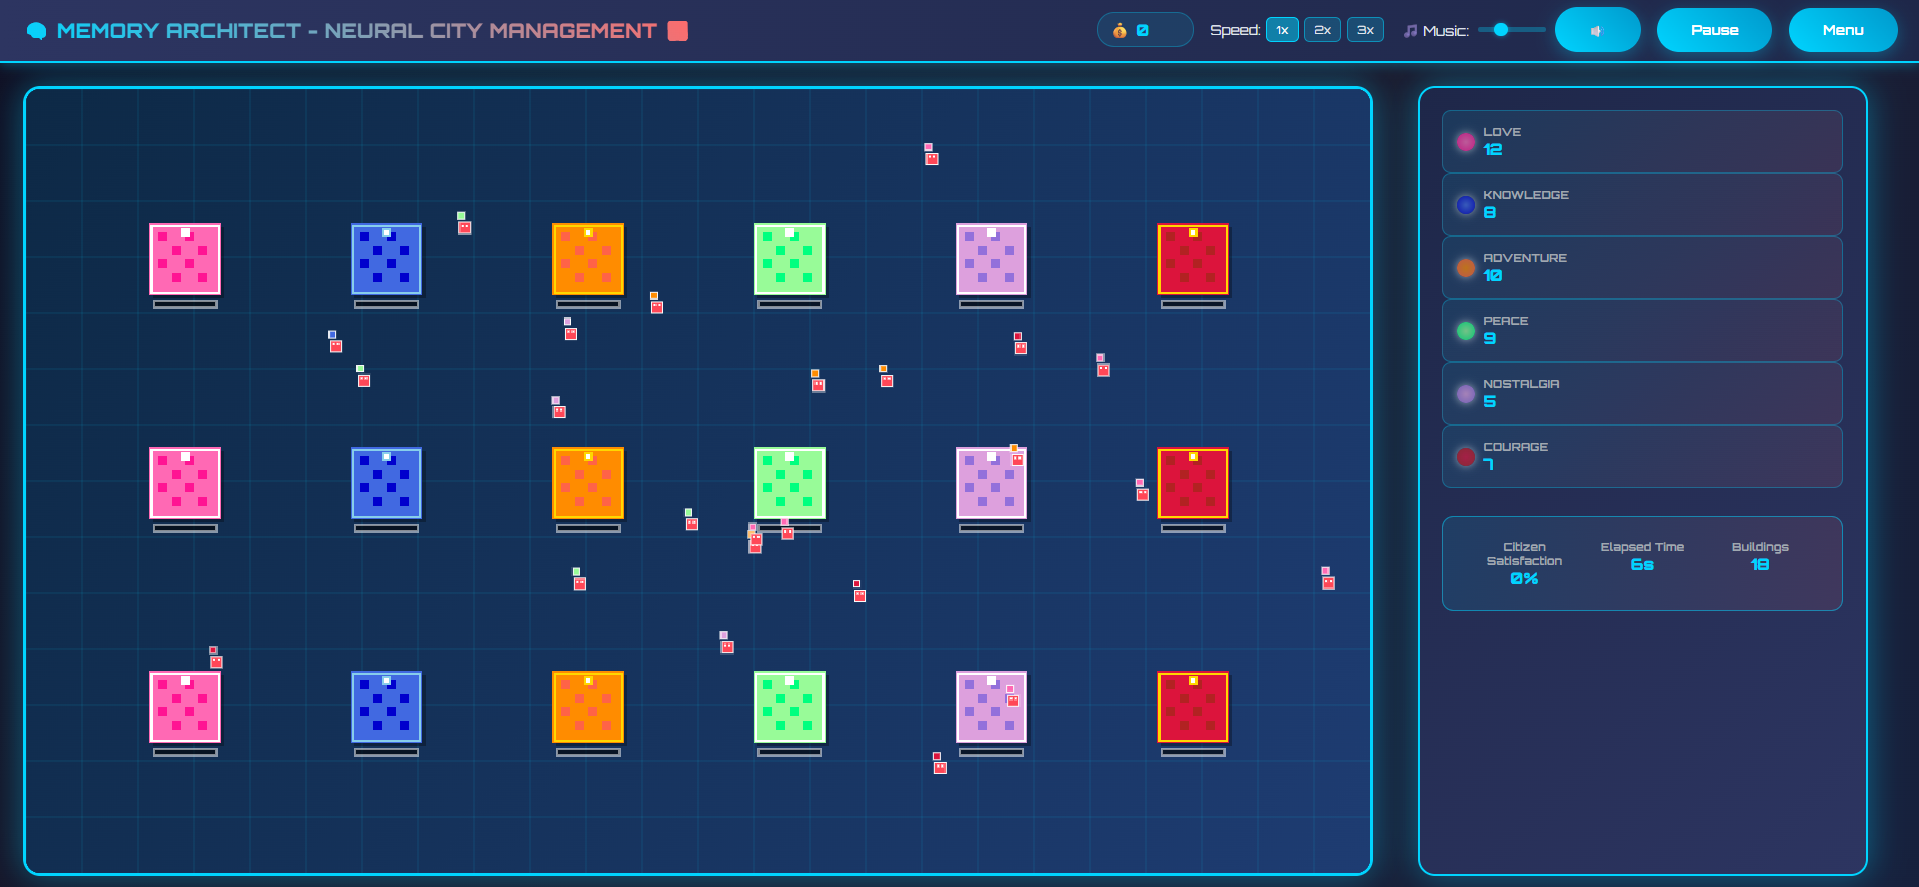 MEMORY ARCHITECT - NEURAL CITY MANAGEMENT
0
Speed: 1x 2x 3x
Music:
Pause
Menu
LOVE
12
KNOWLEDGE
8
ADVENTURE
10
PEACE
9
NOSTALGIA
5
COURAGE
7
Citizen
Satisfaction
0%
Elapsed Time
6s
Buildings
18